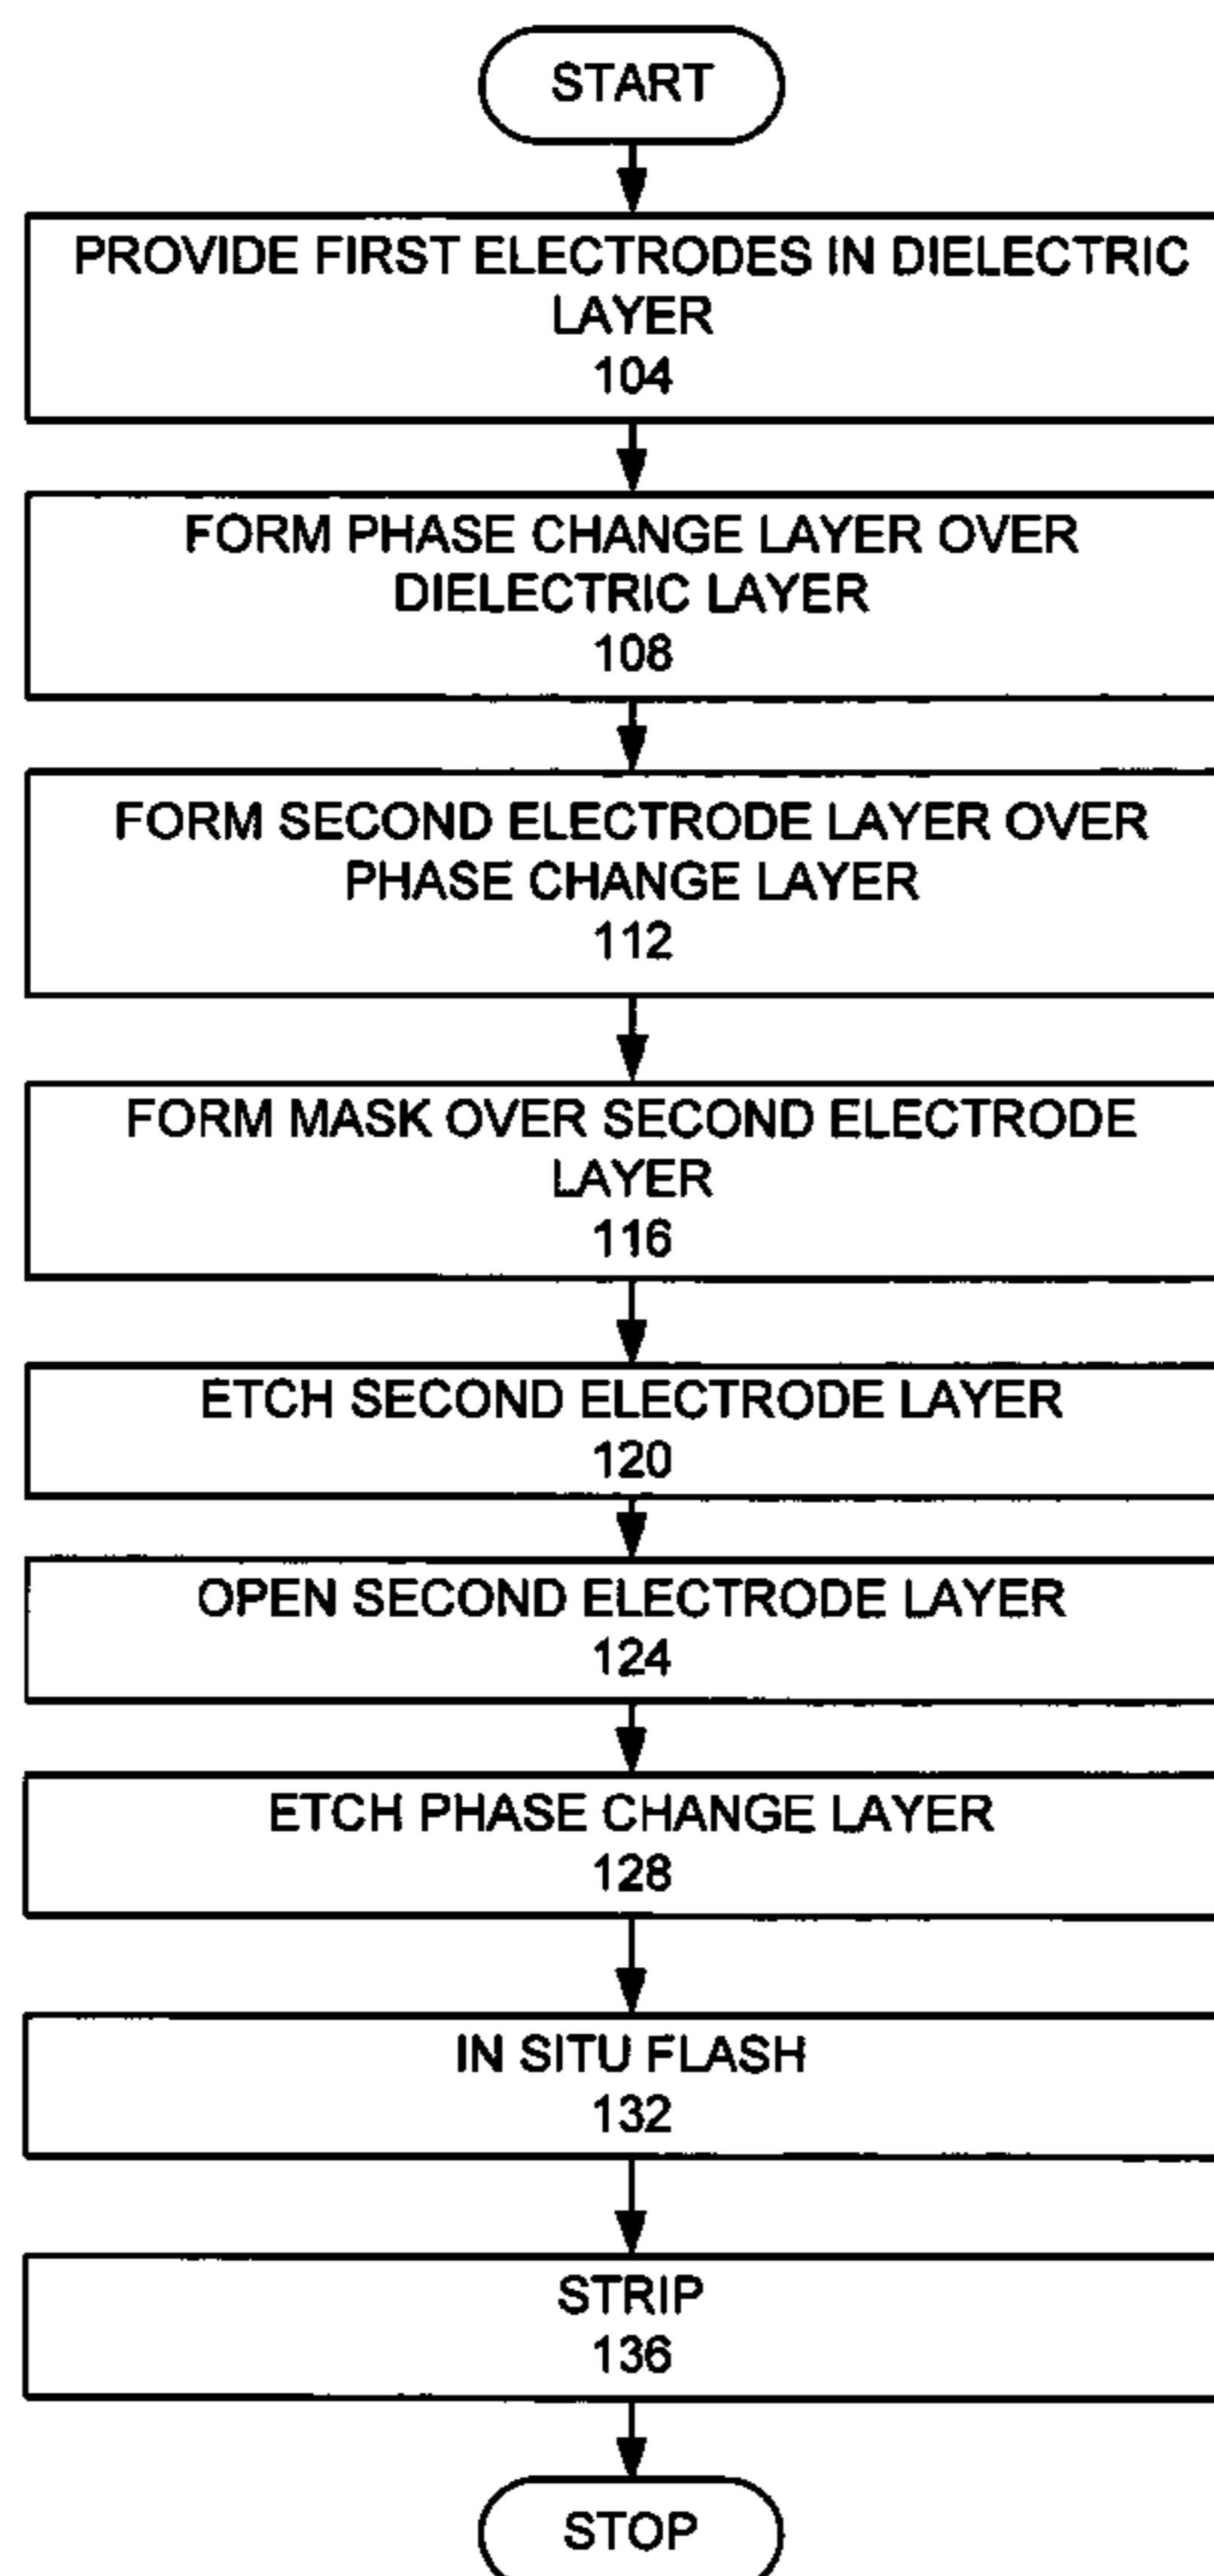 START
PROVIDE FIRST ELECTRODES IN DIELECTRIC
LAYER
104
FORM PHASE CHANGE LAYER OVER
DIELECTRIC LAYER
108
FORM SECOND ELECTRODE LAYER OVER
PHASE CHANGE LAYER
112
FORM MASK OVER SECOND ELECTRODE
LAYER
116
ETCH SECOND ELECTRODE LAYER
120
OPEN SECOND ELECTRODE LAYER
124
ETCH PHASE CHANGE LAYER
128
IN SITU FLASH
132
STRIP
136
STOP